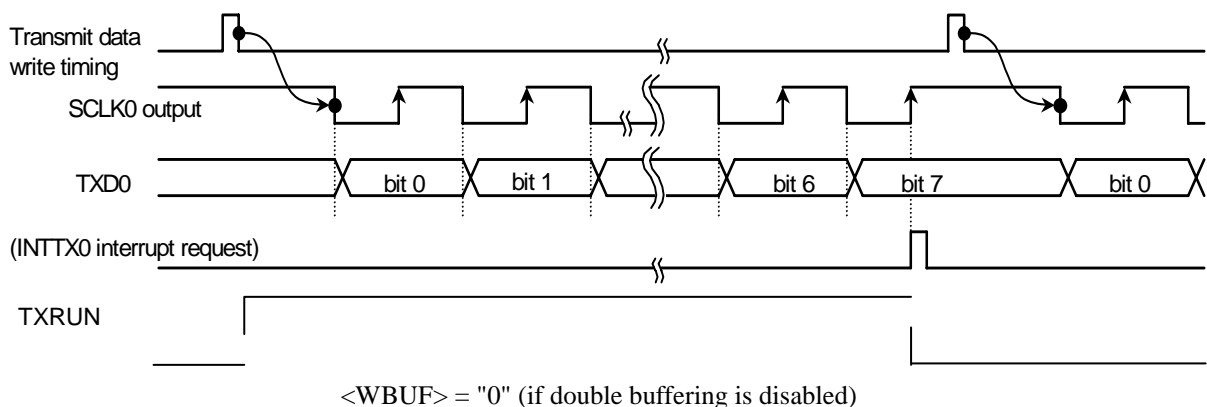 Transmit data
write timing
SCLK0 output
TXD0
bit 0
bit 1
bit 6
bit 7
bit 0
(INTTX0 interrupt request)
TXRUN
<WBUF> = "0" (if double buffering is disabled)